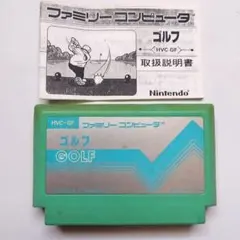 ファミリーコンピュータ
ゴルフ
HVC-GF
取扱説明書
Nintendo
HVC-GF ファミリーコンピュータ
ゴルフ
GOLF